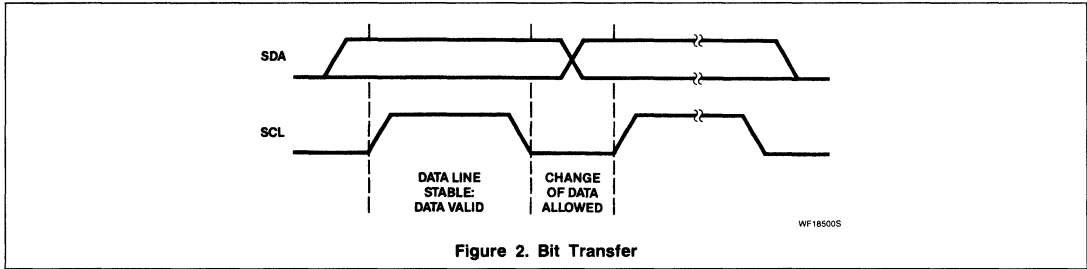 SDA
SCL
DATA LINE
STABLE:
DATA VALID
CHANGE
OF DATA
ALLOWED
WF18500S
Figure 2. Bit Transfer